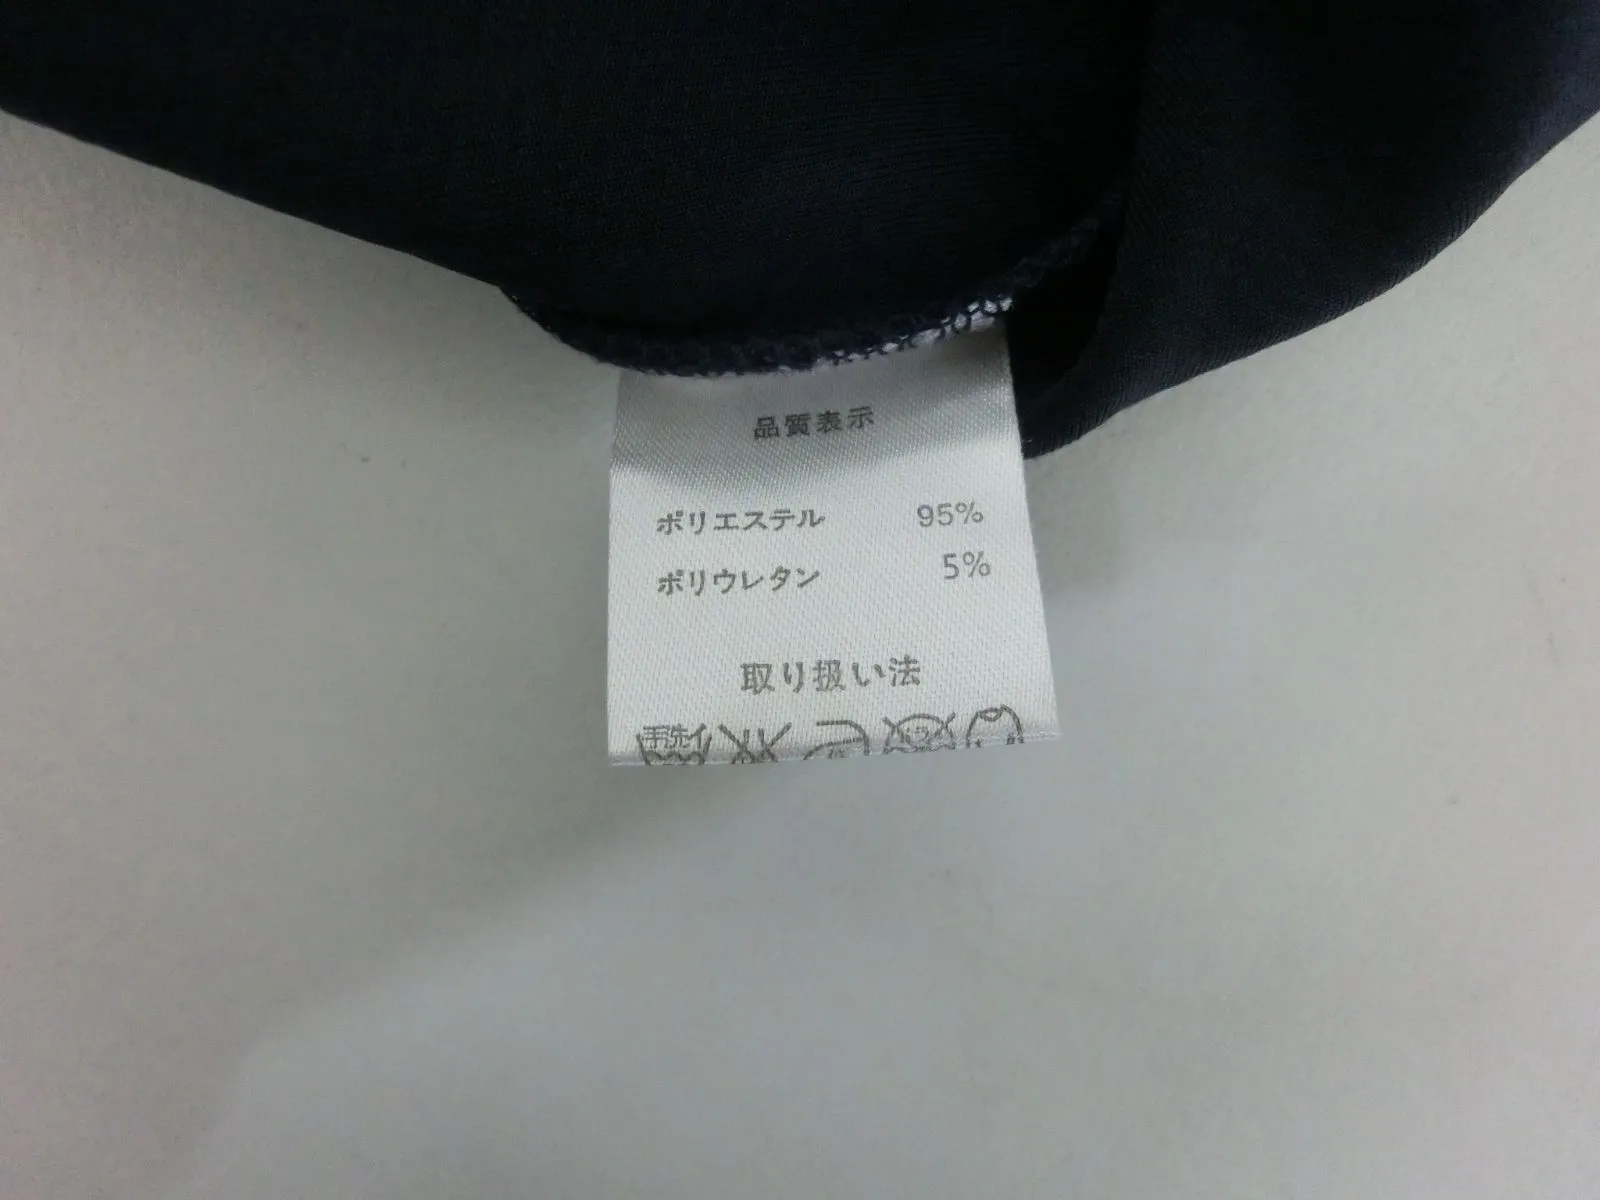 品質表示
ポリエステル 95%
ポリウレタン 5%
取り扱い法
手洗イ